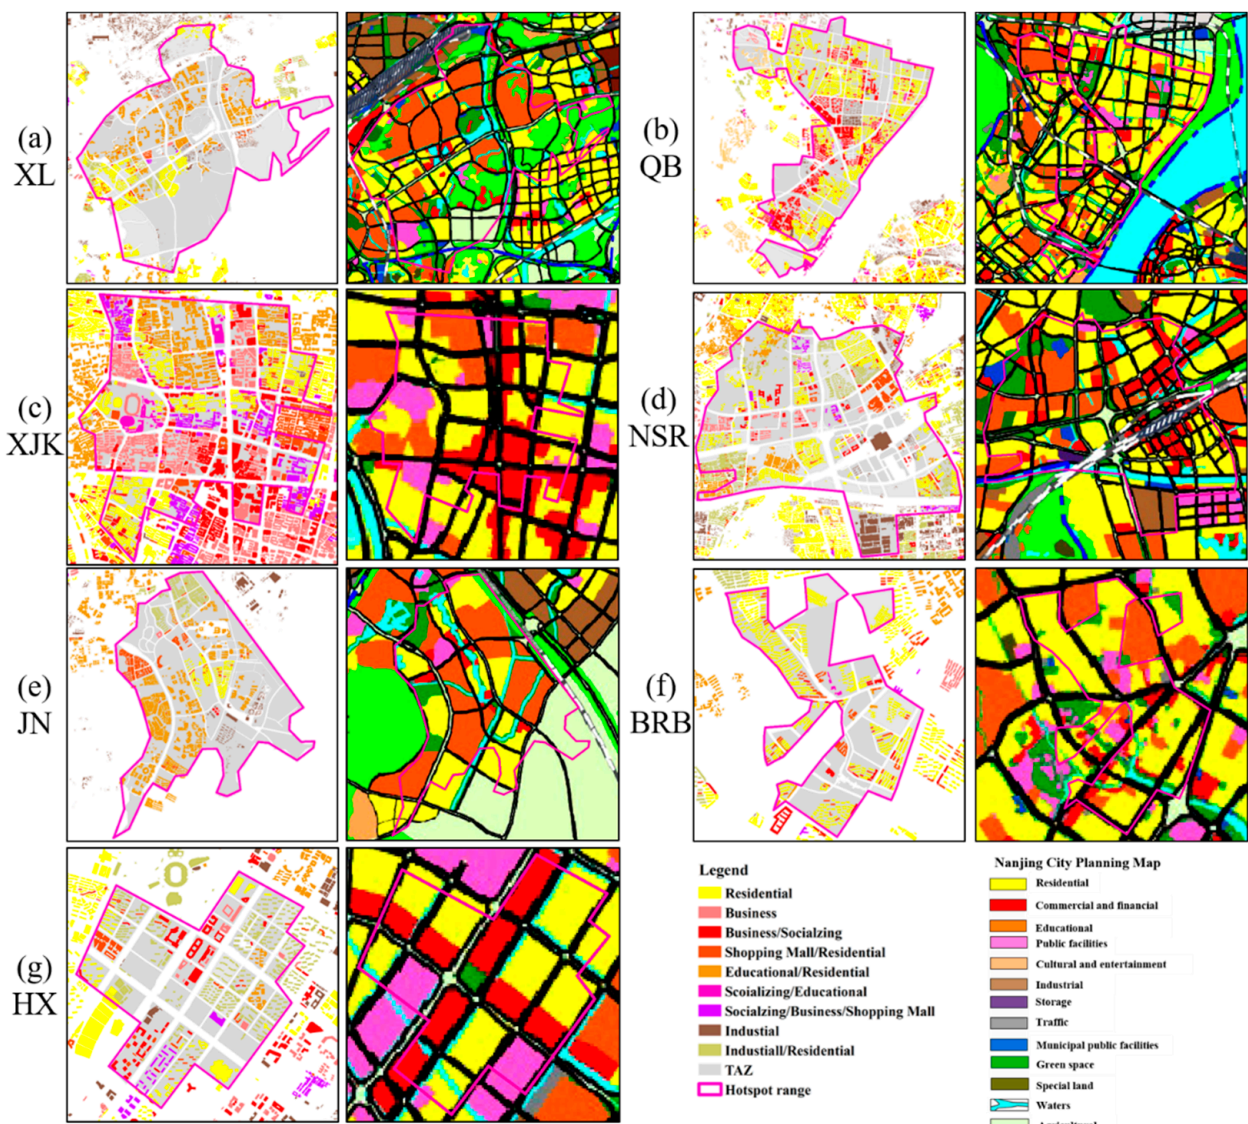 (a)
XL
(b)
QB
(c)
XJK
(d)
NSR
(e)
JN
(f)
BRB
(g)
HX
Legend
Residential
Business
Business/Socialzing
Shopping Mall/Residential
Educational/Residential
Scoializing/Educational
Socialzing/Business/Shopping Mall
Industial
Industiall/Residential
TAZ
Hotspot range
Nanjing City Planning Map
Residential
Commercial and financial
Educational
Public facilities
Cultural and entertainment
Industrial
Storage
Traffic
Municipal public facilities
Green space
Special land
Waters